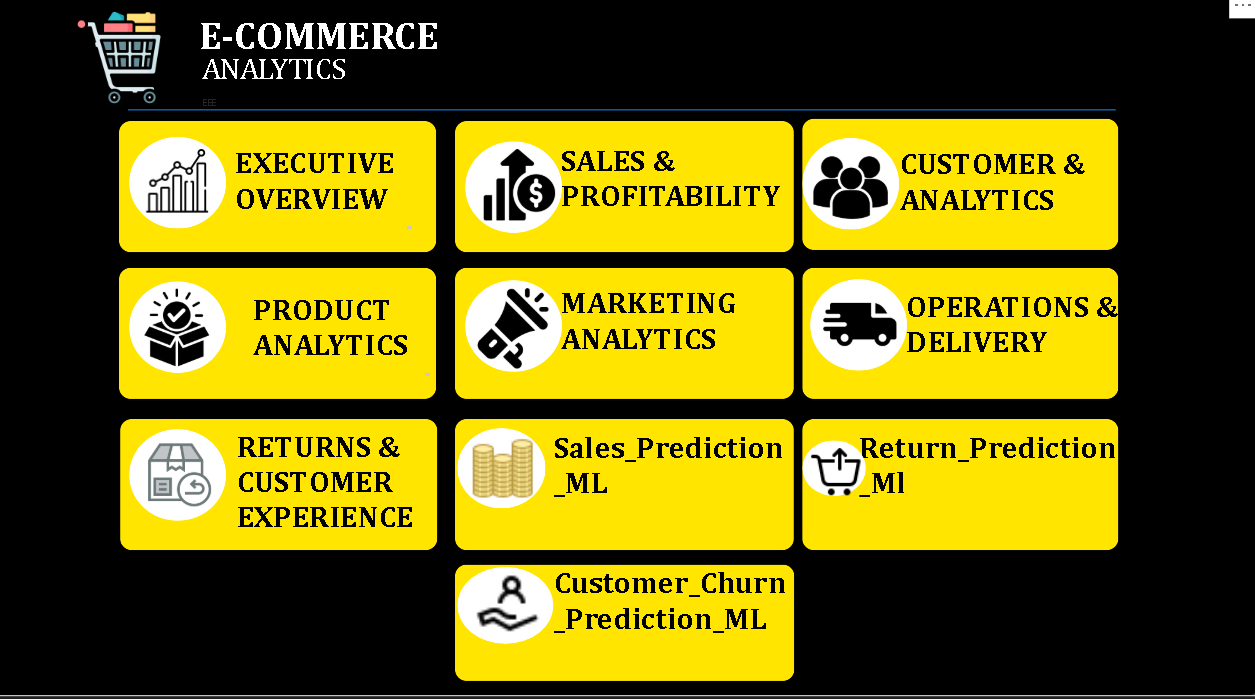 E-COMMERCE
ANALYTICS
EXECUTIVE
OVERVIEW
SALES &
PROFITABILITY
CUSTOMER &
ANALYTICS
PRODUCT
ANALYTICS
MARKETING
ANALYTICS
OPERATIONS &
DELIVERY
RETURNS &
CUSTOMER
EXPERIENCE
Sales_Prediction
_ML
Return_Prediction
_Ml
Customer_Churn
_Prediction_ML